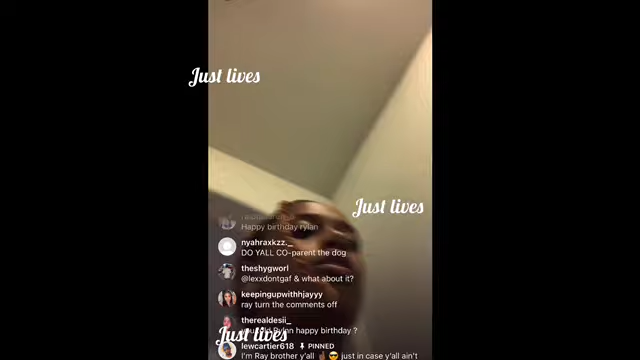 Just lives
Just lives
Happy birthday rylan
nyahraxkzz._
DO YALL CO-parent the dog
theshygworl
@lexxdontgaf & what about it?
keepingupwithhjayyy
ray turn the comments off
therealdesii_
Rylan happy birthday ?
Just lives
lewcartier618 📌 PINNED
I'm Ray brother y'all ☝🏾😎 just in case y'all ain't